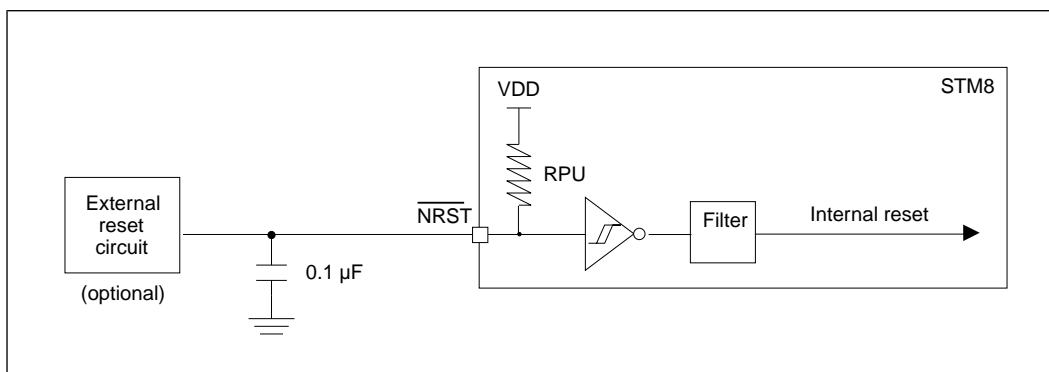 STM8
VDD
RPU
External
reset
circuit
(optional)
0.1 µF
NRST
Filter
Internal reset